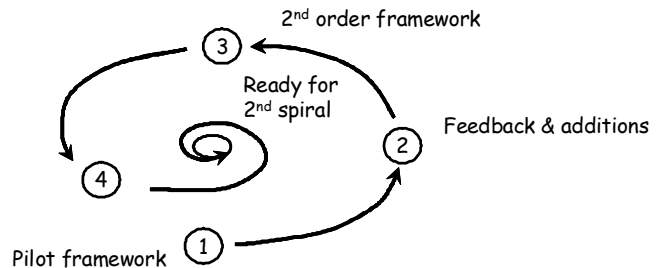 2nd order framework
3
Ready for
2nd spiral
2
Feedback & additions
4
1
Pilot framework